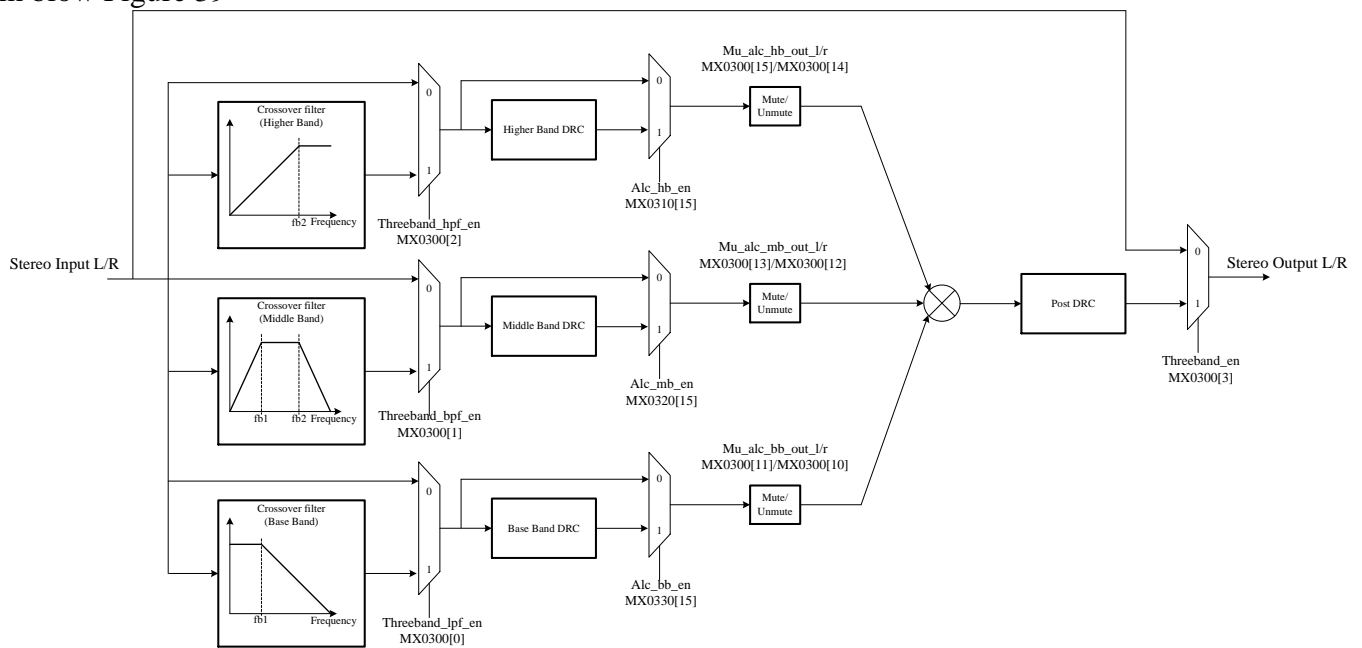 Mu_alc_hb_out_l/r
MX0300[15]/MX0300[14]
Crossover filter
(Higher Band)
fb2
Frequency
0
1
Threeband_hpf_en
MX0300[2]
Higher Band DRC
0
1
Alc_hb_en
MX0310[15]
Mute/
Unmute
Stereo Input L/R
Crossover filter
(Middle Band)
fb1
fb2
Frequency
0
1
Threeband_bpf_en
MX0300[1]
Middle Band DRC
0
1
Alc_mb_en
MX0320[15]
Mu_alc_mb_out_l/r
MX0300[13]/MX0300[12]
Mute/
Unmute
Post DRC
0
1
Threeband_en
MX0300[3]
Stereo Output L/R
Crossover filter
(Base Band)
fb1
Frequency
0
1
Threeband_lpf_en
MX0300[0]
Base Band DRC
0
1
Alc_bb_en
MX0330[15]
Mu_alc_bb_out_l/r
MX0300[11]/MX0300[10]
Mute/
Unmute